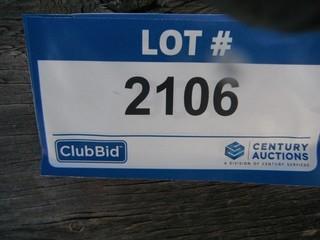 LOT #
2106
ClubBid
CENTURY
AUCTIONS
A DIVISION OF CENTURY SERVICES